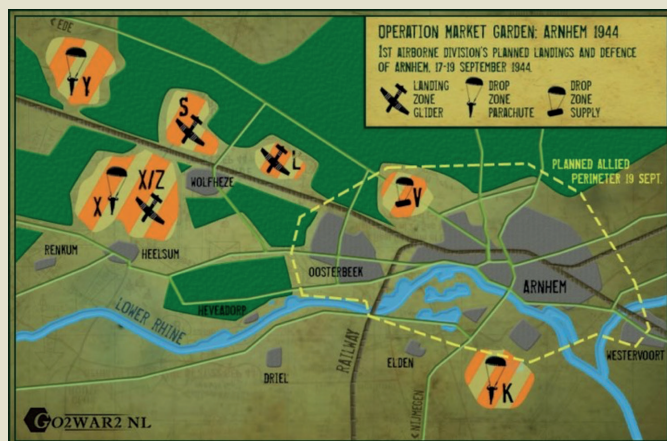 OPERATION MARKET GARDEN: ARNHEM 1944
1ST AIRBORNE DIVISION'S PLANNED LANDINGS AND DEFENCE
OF ARNHEM, 17-19 SEPTEMBER 1944.
LANDING
ZONE
GLIDER
DROP
ZONE
PARACHUTE
DROP
ZONE
SUPPLY
< EDE
Y
S
L
V
PLANNED ALLIED
PERIMETER 19 SEPT.
X
X/Z
WOLFHEZE
RENKUM
HEELSUM
OOSTERBEEK
ARNHEM
HEVEADORP
LOWER RHINE
RAILWAY
DRIEL
ELDEN
WESTERVOORT
K
< NIJMEGEN
GO2WAR2 NL